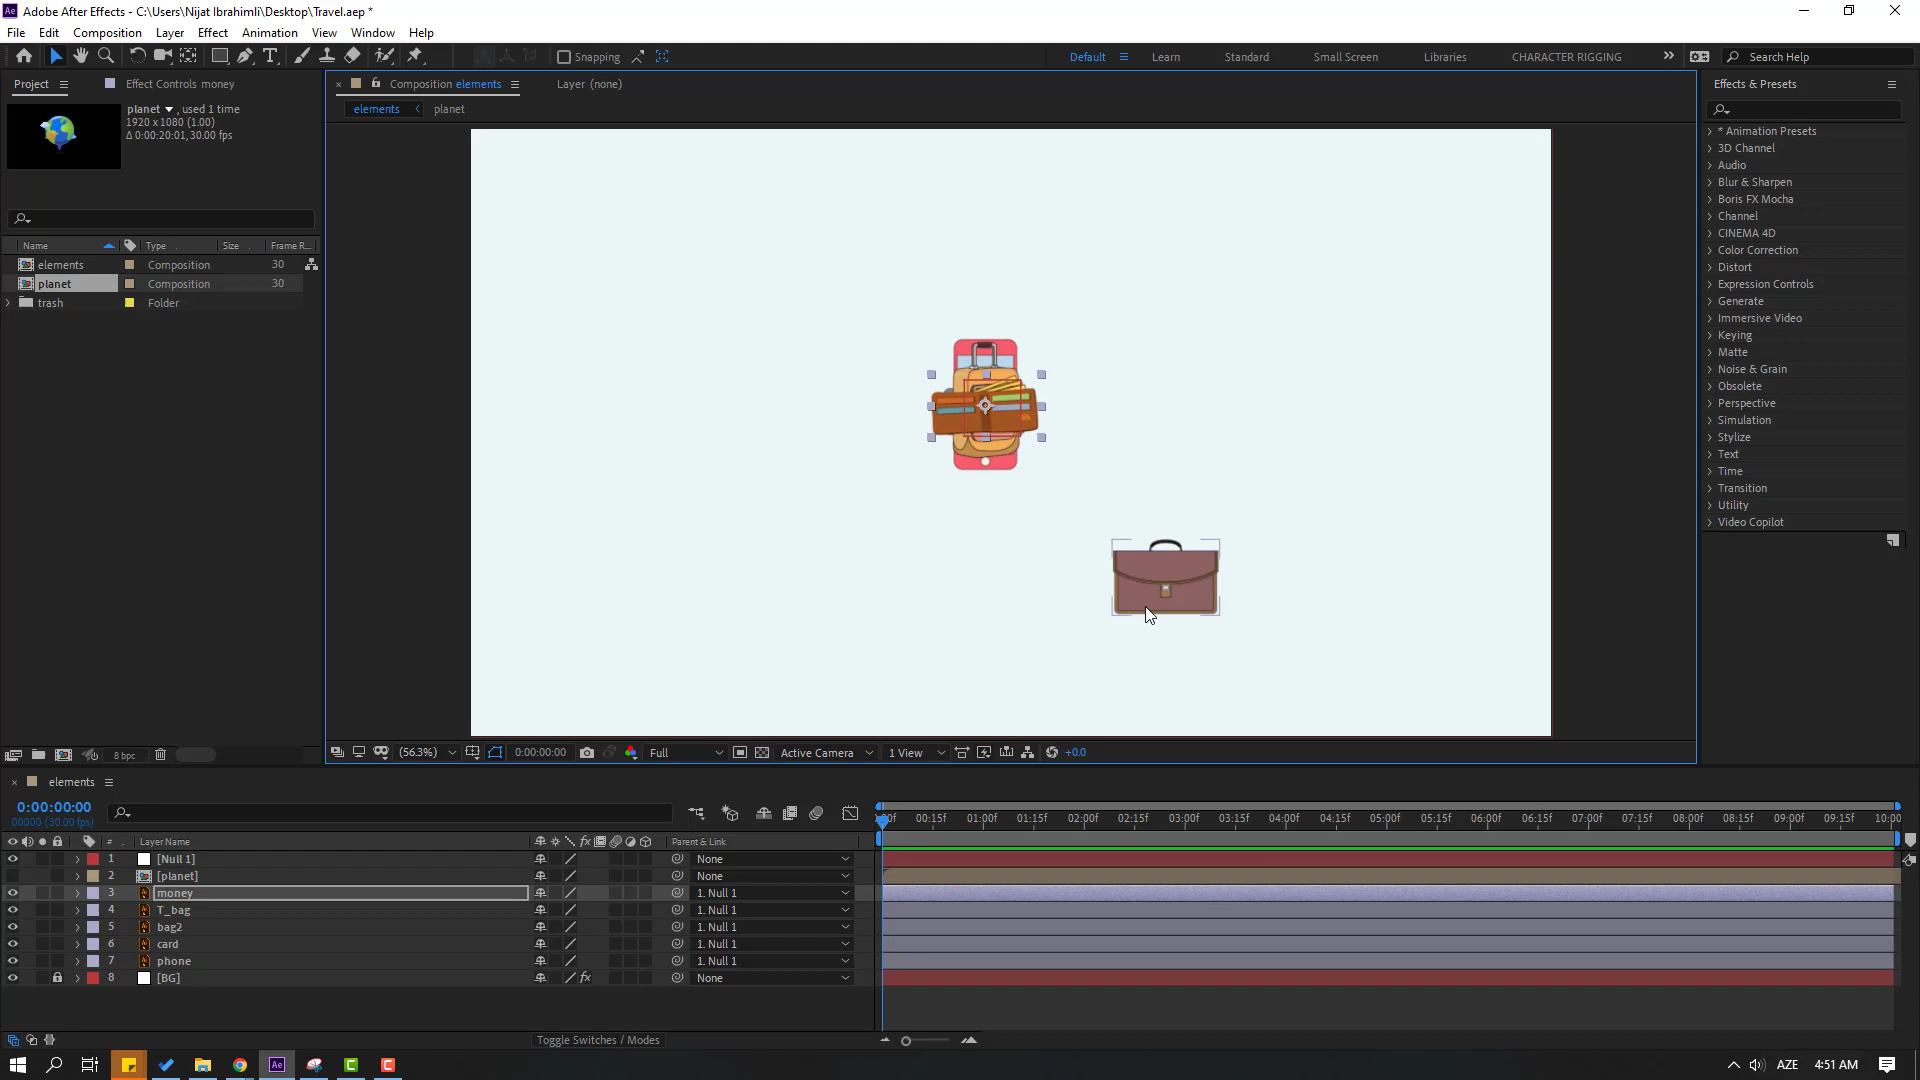 Adobe After Effects - C:\Users\Nijat Ibrahimli\Desktop\Travel.aep *
File Edit Composition Layer Effect Animation View Window Help
Snapping
Default Learn Standard Small Screen Libraries CHARACTER RIGGING Search Help
Project Effect Controls money
planet , used 1 time
1920 x 1080 (1.00)
Δ 0:00:20:01, 30.00 fps
Name Type Size Frame R...
elements Composition 30
planet Composition 30
trash Folder
8 bpc
Composition elements Layer (none)
elements planet
(56.3%) 0:00:00:00 Full Active Camera 1 View +0.0
Effects & Presets
* Animation Presets
3D Channel
Audio
Blur & Sharpen
Boris FX Mocha
Channel
CINEMA 4D
Color Correction
Distort
Expression Controls
Generate
Immersive Video
Keying
Matte
Noise & Grain
Obsolete
Perspective
Simulation
Stylize
Text
Time
Transition
Utility
Video Copilot
elements
0:00:00:00
00000 (30.00 fps)
00f 00:15f 01:00f 01:15f 02:00f 02:15f 03:00f 03:15f 04:00f 04:15f 05:00f 05:15f 06:00f 06:15f 07:00f 07:15f 08:00f 08:15f 09:00f 09:15f 10:00
# Layer Name Parent & Link
1 [Null 1] None
2 [planet] None
3 money 1. Null 1
4 T_bag 1. Null 1
5 bag2 1. Null 1
6 card 1. Null 1
7 phone 1. Null 1
8 [BG] fx None
Toggle Switches / Modes
AZE 4:51 AM